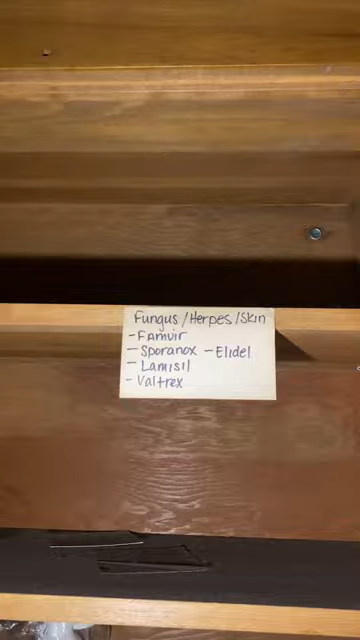 Fungus/Herpes/Skin
- Famvir
- Sporanox - Elidel
- Lamisil
- Valtrex